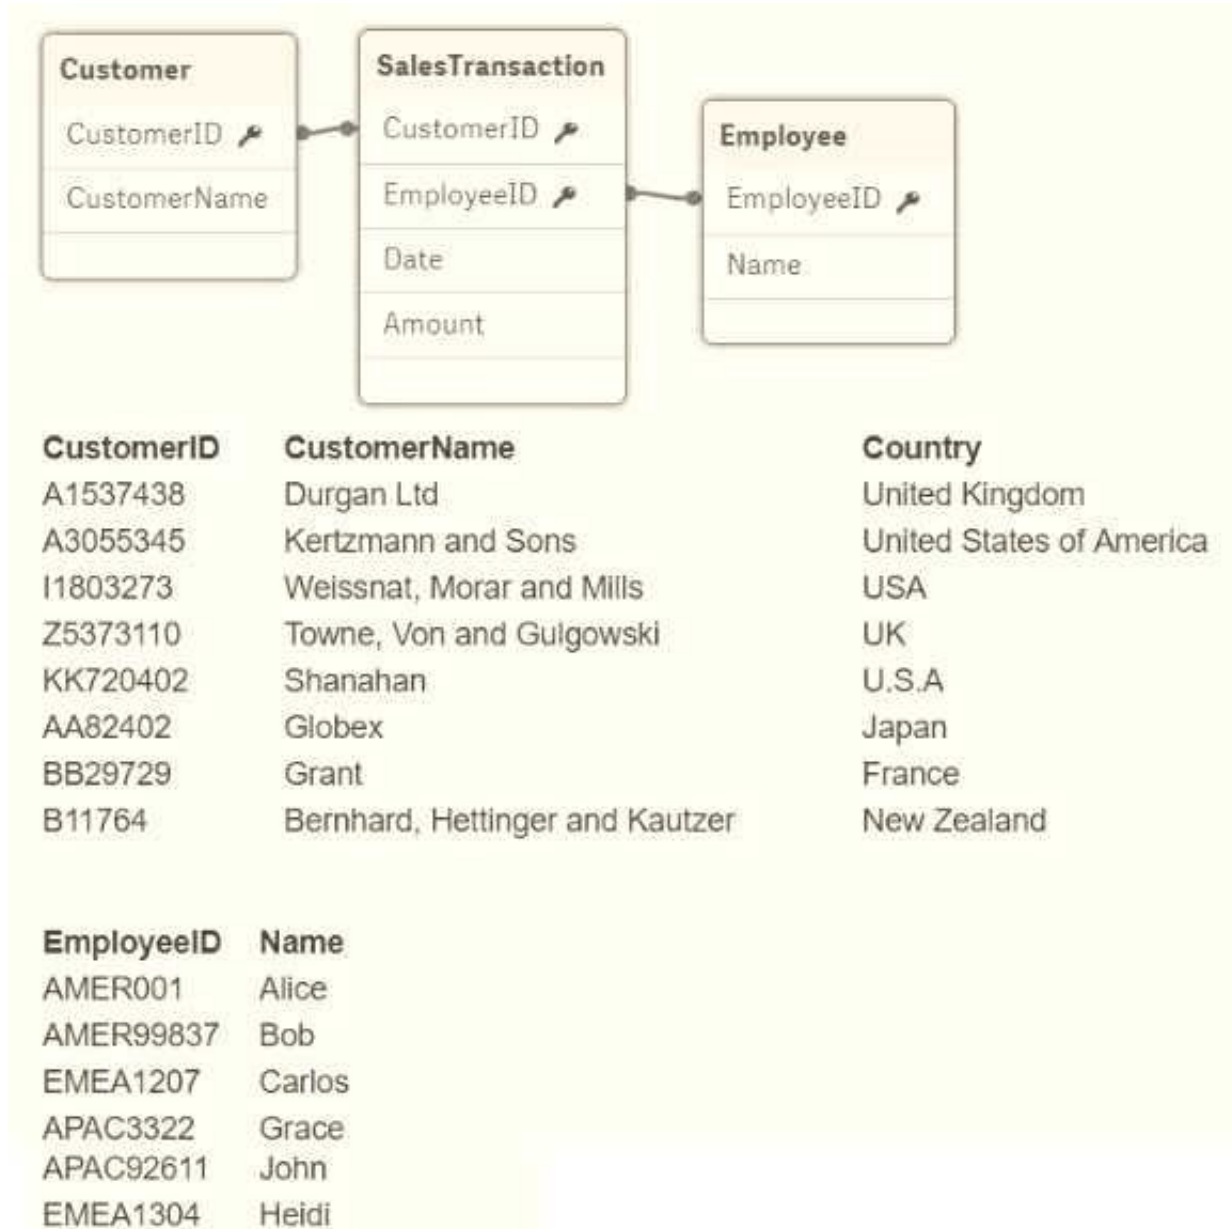 Customer
CustomerID
CustomerName
SalesTransaction
CustomerID
EmployeeID
Date
Amount
Employee
EmployeeID
Name
CustomerID CustomerName Country
A1537438 Durgan Ltd United Kingdom
A3055345 Kertzmann and Sons United States of America
I1803273 Weissnat, Morar and Mills USA
Z5373110 Towne, Von and Gulgowski UK
KK720402 Shanahan U.S.A
AA82402 Globex Japan
BB29729 Grant France
B11764 Bernhard, Hettinger and Kautzer New Zealand
EmployeeID Name
AMER001 Alice
AMER99837 Bob
EMEA1207 Carlos
APAC3322 Grace
APAC92611 John
EMEA1304 Heidi